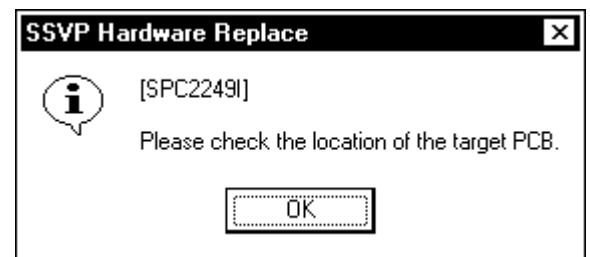 SSVP Hardware Replace
[SPC2249I]
Please check the location of the target PCB.
OK